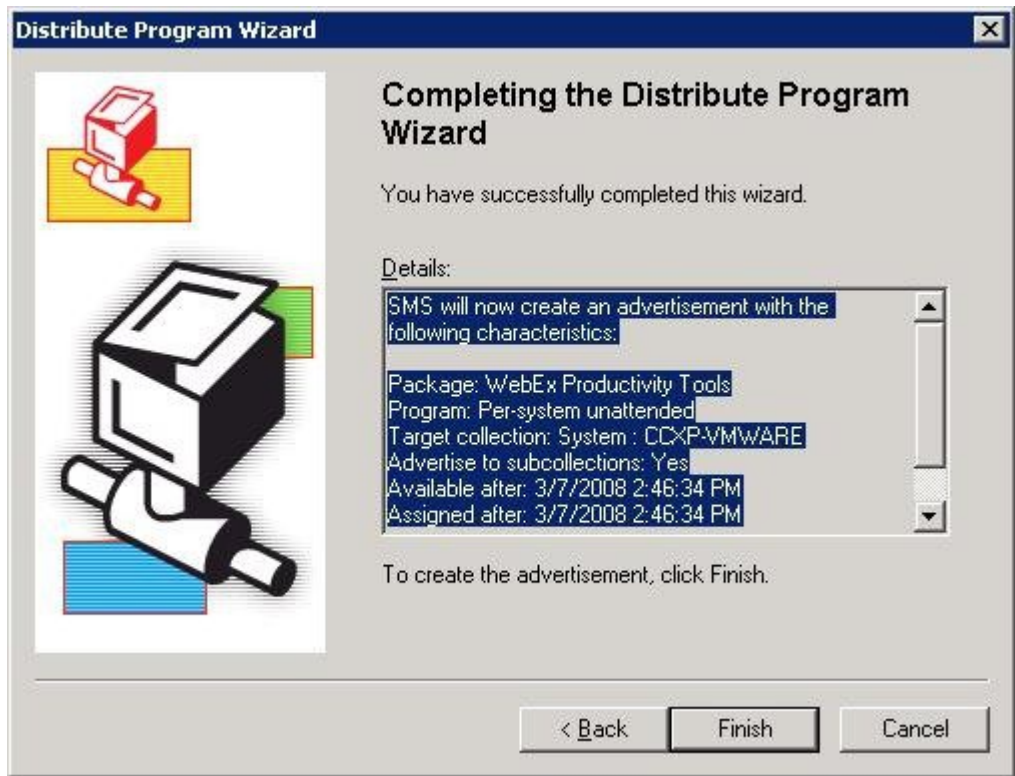 Distribute Program Wizard
Completing the Distribute Program
Wizard
You have successfully completed this wizard.
Details:
SMS will now create an advertisement with the
following characteristics:
Package: WebEx Productivity Tools
Program: Per-system unattended
Target collection: System : CCXP-VMWARE
Advertise to subcollections: Yes
Available after: 3/7/2008 2:46:34 PM
Assigned after: 3/7/2008 2:46:34 PM
To create the advertisement, click Finish.
< Back
Finish
Cancel